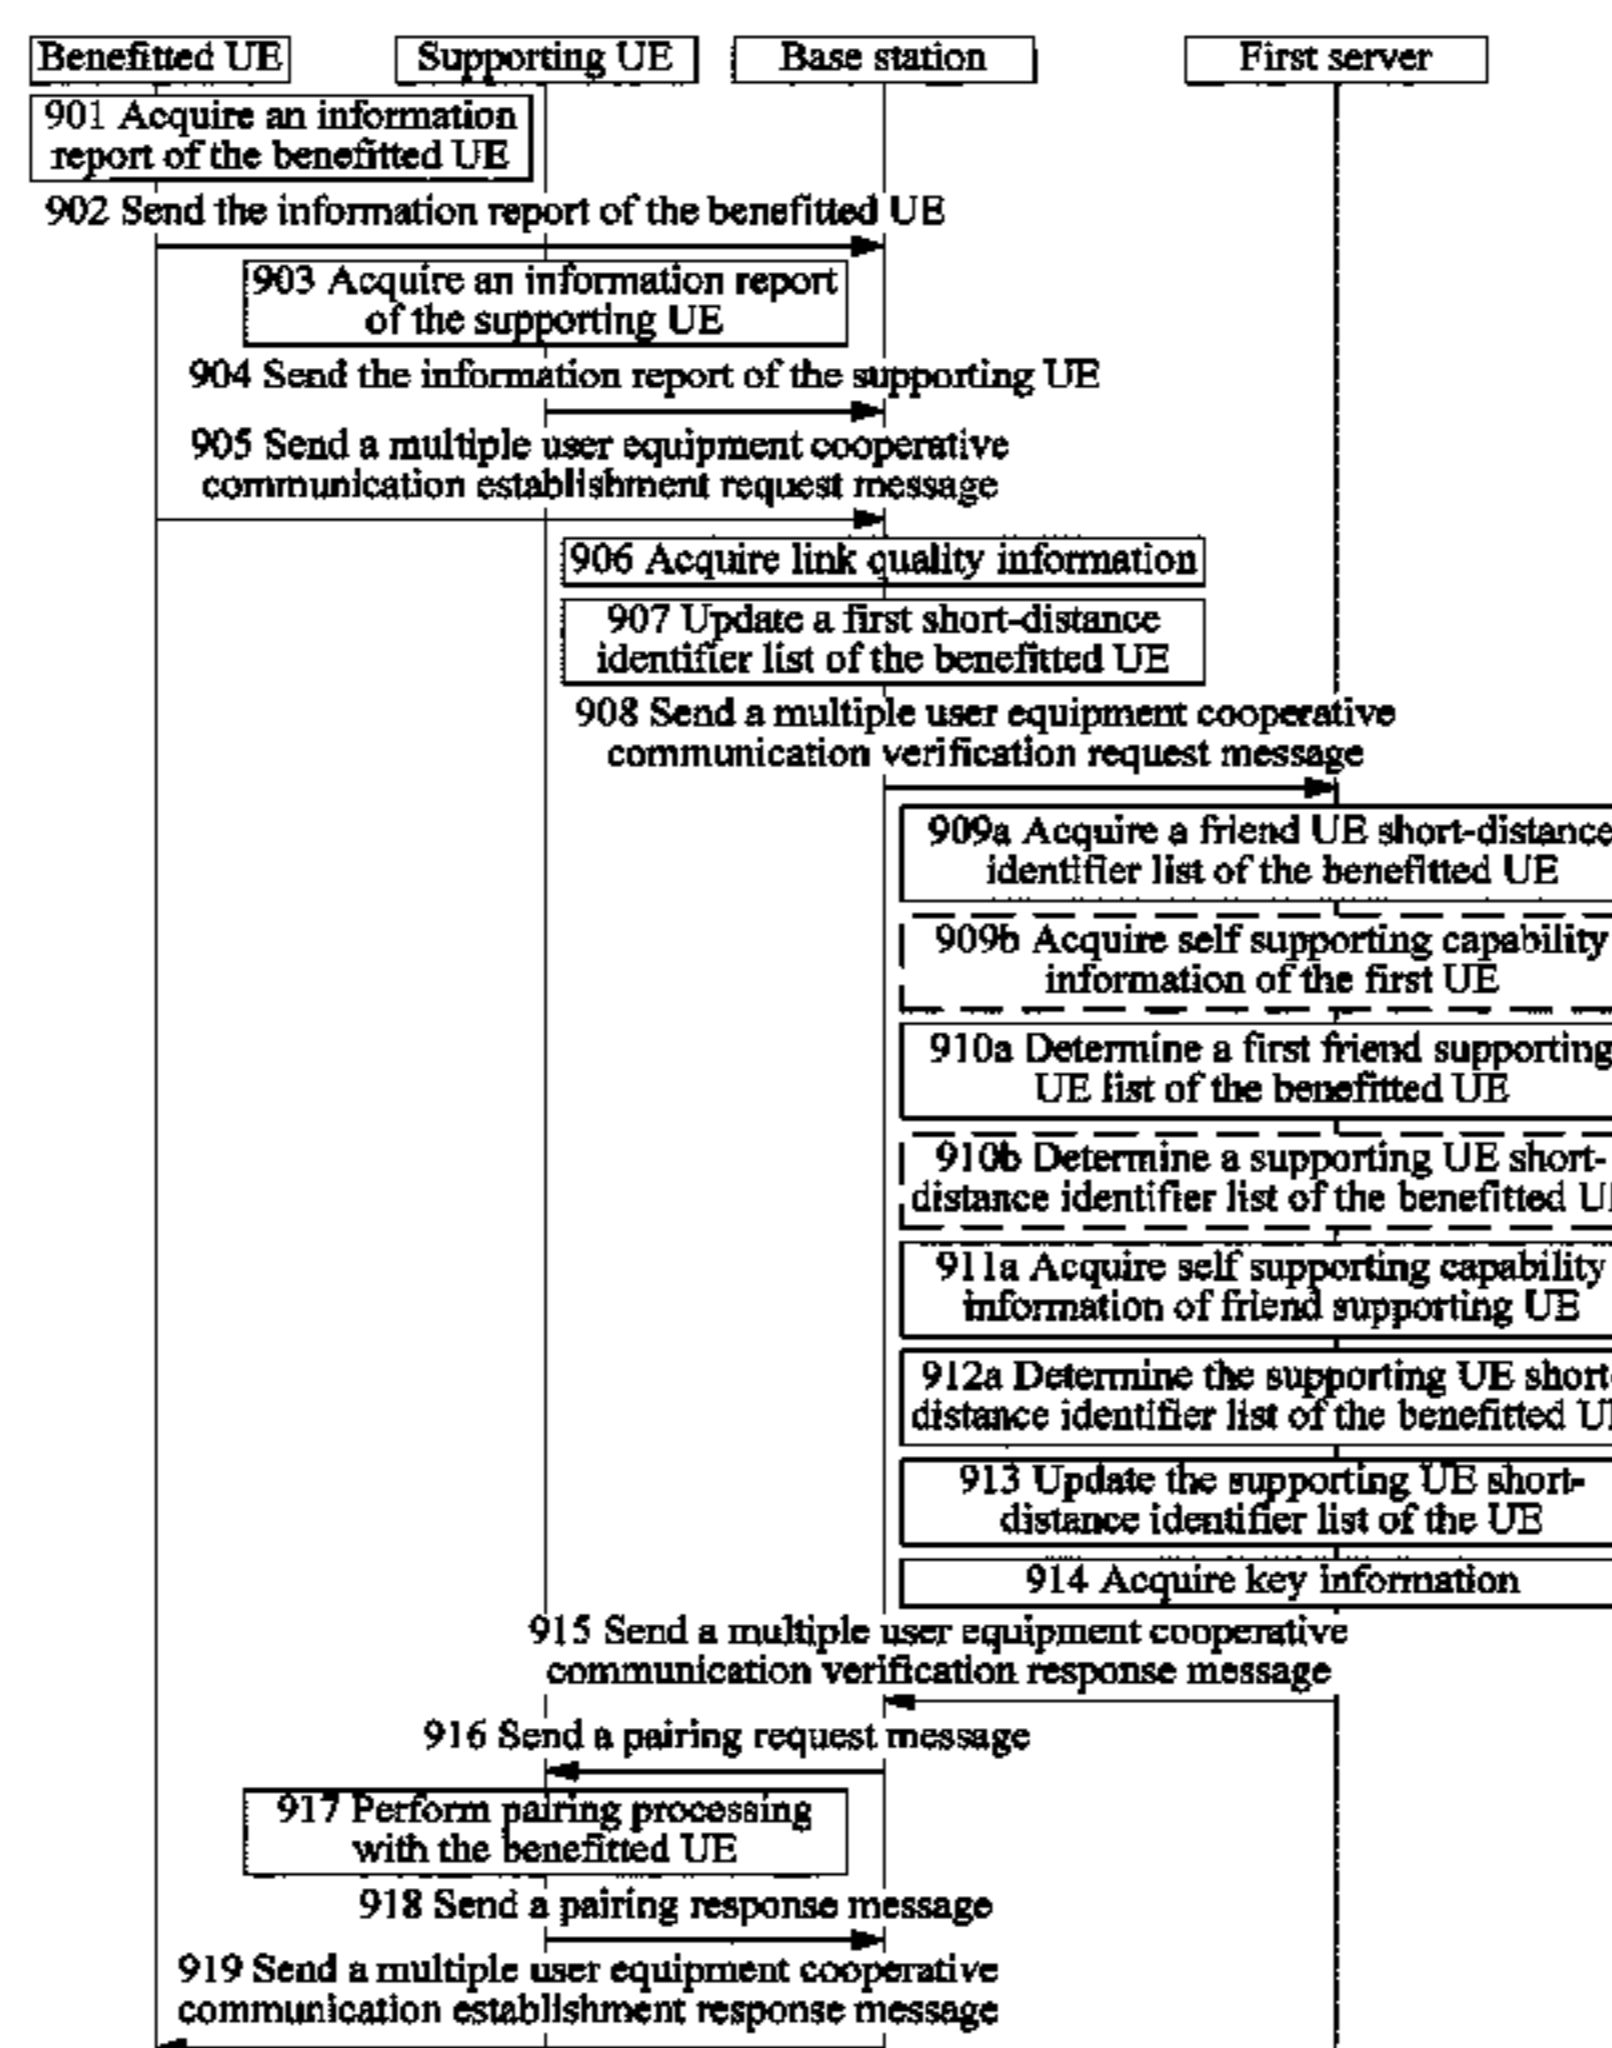 Benefitted UE
Supporting UE
Base station
First server
901 Acquire an information
report of the benefitted UE
902 Send the information report of the benefitted UE
903 Acquire an information report
of the supporting UE
904 Send the information report of the supporting UE
905 Send a multiple user equipment cooperative
communication establishment request message
906 Acquire link quality information
907 Update a first short-distance
identifier list of the benefitted UE
908 Send a multiple user equipment cooperative
communication verification request message
909a Acquire a friend UE short-distance
identifier list of the benefitted UE
909b Acquire self supporting capability
information of the first UE
910a Determine a first friend supporting
UE list of the benefitted UE
910b Determine a supporting UE short-
distance identifier list of the benefitted
911a Acquire self supporting capability
information of friend supporting UE
912a Determine the supporting UE short-
distance identifier list of the benefitted
913 Update the supporting UE short-
distance identifier list of the UE
914 Acquire key information
915 Send a multiple user equipment cooperative
communication verification response message
916 Send a pairing request message
917 Perform pairing processing
with the benefitted UE
918 Send a pairing response message
919 Send a multiple user equipment cooperative
communication establishment response message